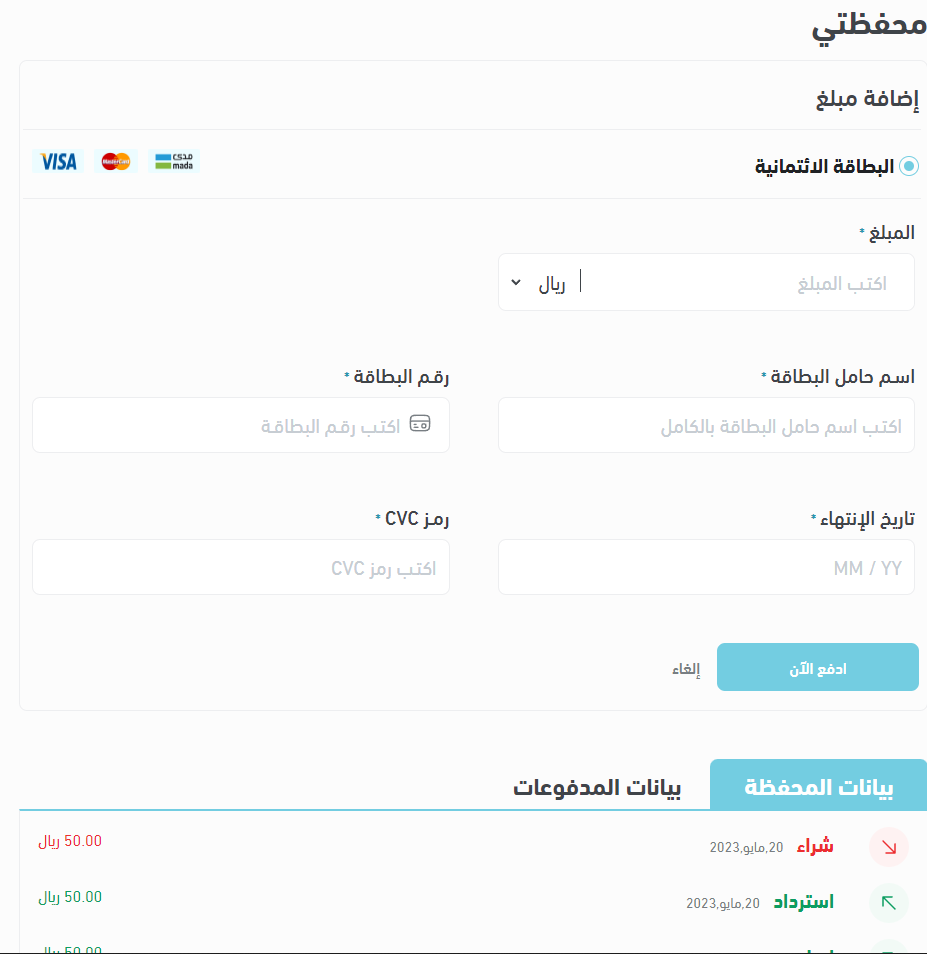 محفظتي
إضافة مبلغ
البطاقة الائتمانية
مدى mada
MasterCard
VISA
المبلغ *
اكتب المبلغ
ريال
اسم حامل البطاقة *
رقم البطاقة *
اكتب اسم حامل البطاقة بالكامل
اكتب رقم البطاقة
تاريخ الإنتهاء *
رمز CVC *
MM / YY
اكتب رمز CVC
ادفع الآن
إلغاء
بيانات المحفظة
بيانات المدفوعات
شراء 20,مايو,2023
50.00 ريال
استرداد 20,مايو,2023
50.00 ريال
50.00 ريال